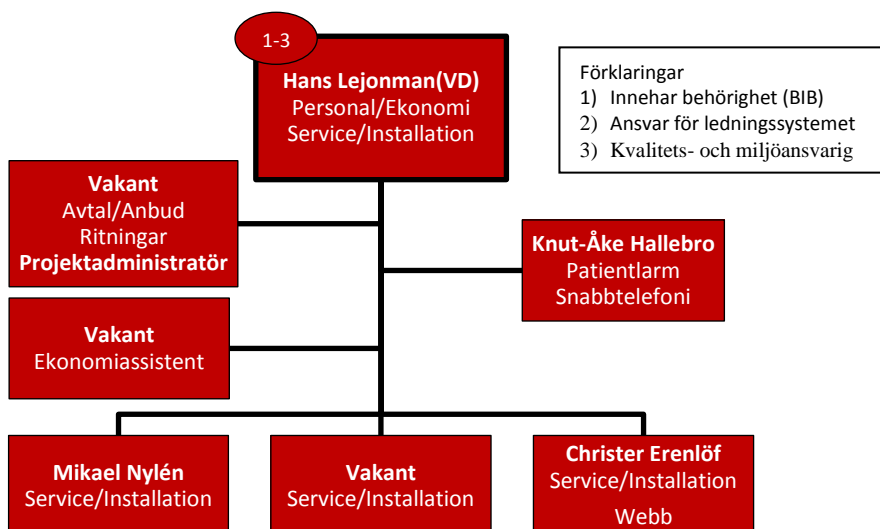 1-3
Hans Lejonman(VD)
Personal/Ekonomi
Service/Installation
Förklaringar
1) Innehar behörighet (BIB)
2) Ansvar för ledningssystemet
3) Kvalitets- och miljöansvarig
Vakant
Avtal/Anbud
Ritningar
Projektadministratör
Knut-Åke Hallebro
Patientlarm
Snabbtelefoni
Vakant
Ekonomiassistent
Mikael Nylén
Service/Installation
Vakant
Service/Installation
Christer Erenlöf
Service/Installation
Webb